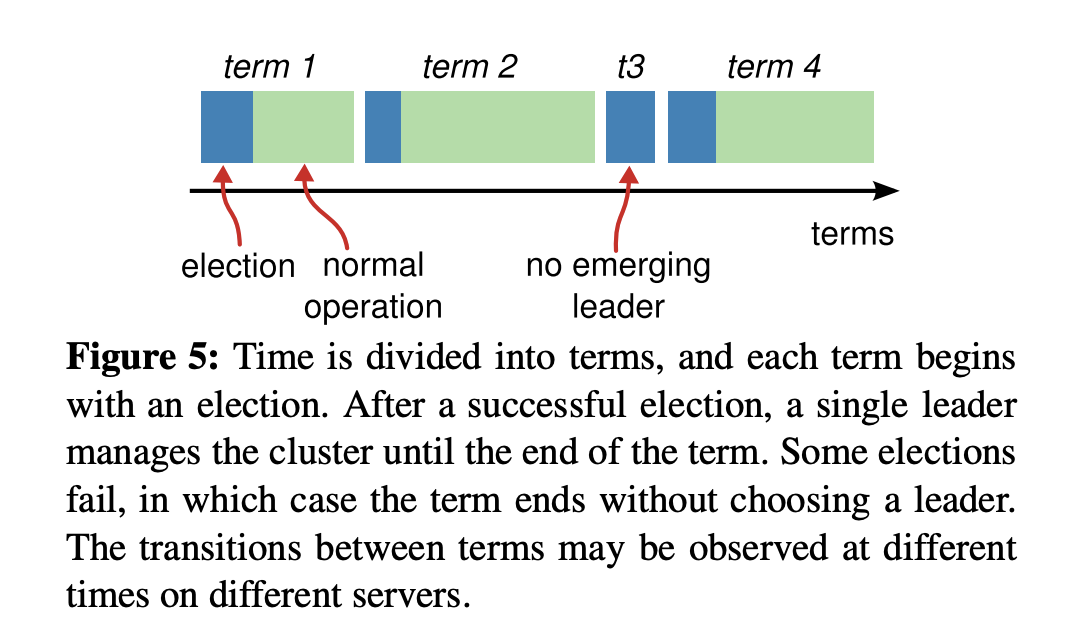 term 1 term 2 t3 term 4
terms
election normal operation no emerging leader
Figure 5: Time is divided into terms, and each term begins
with an election. After a successful election, a single leader
manages the cluster until the end of the term. Some elections
fail, in which case the term ends without choosing a leader.
The transitions between terms may be observed at different
times on different servers.